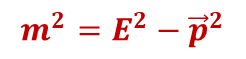 m² = E² − p⃗²